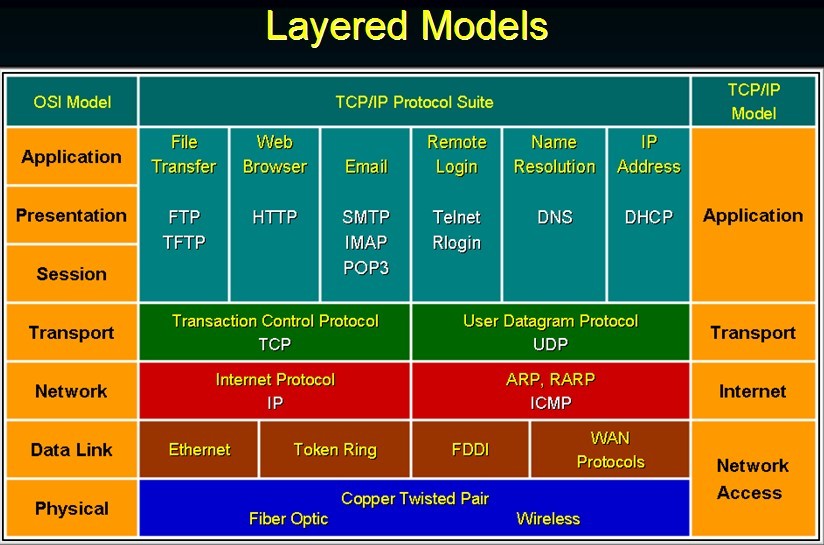 Layered Models
OSI Model
TCP/IP Protocol Suite
TCP/IP
Model
Application
File
Transfer
Web
Browser
Email
Remote
Login
Name
Resolution
IP
Address
Presentation
FTP
TFTP
HTTP
SMTP
IMAP
POP3
Telnet
Rlogin
DNS
DHCP
Application
Session
Transport
Transaction Control Protocol
TCP
User Datagram Protocol
UDP
Transport
Network
Internet Protocol
IP
ARP, RARP
ICMP
Internet
Data Link
Ethernet
Token Ring
FDDI
WAN
Protocols
Network
Access
Physical
Copper Twisted Pair
Fiber Optic
Wireless